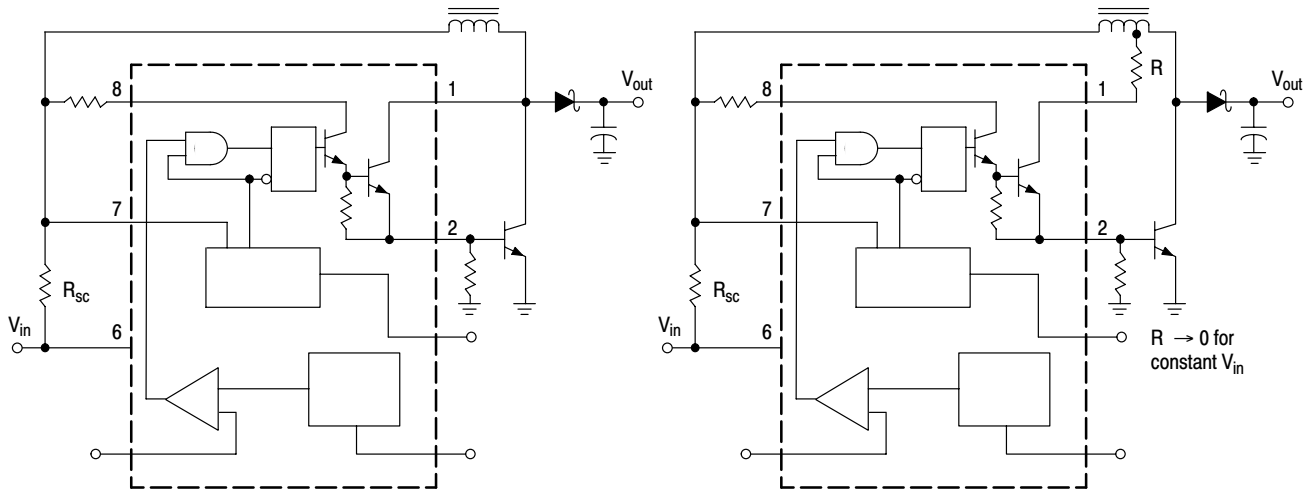 8
1
V_out
7
2
R_sc
V_in
6
R
8
1
V_out
7
2
R_sc
V_in
6
R → 0 for
constant V_in